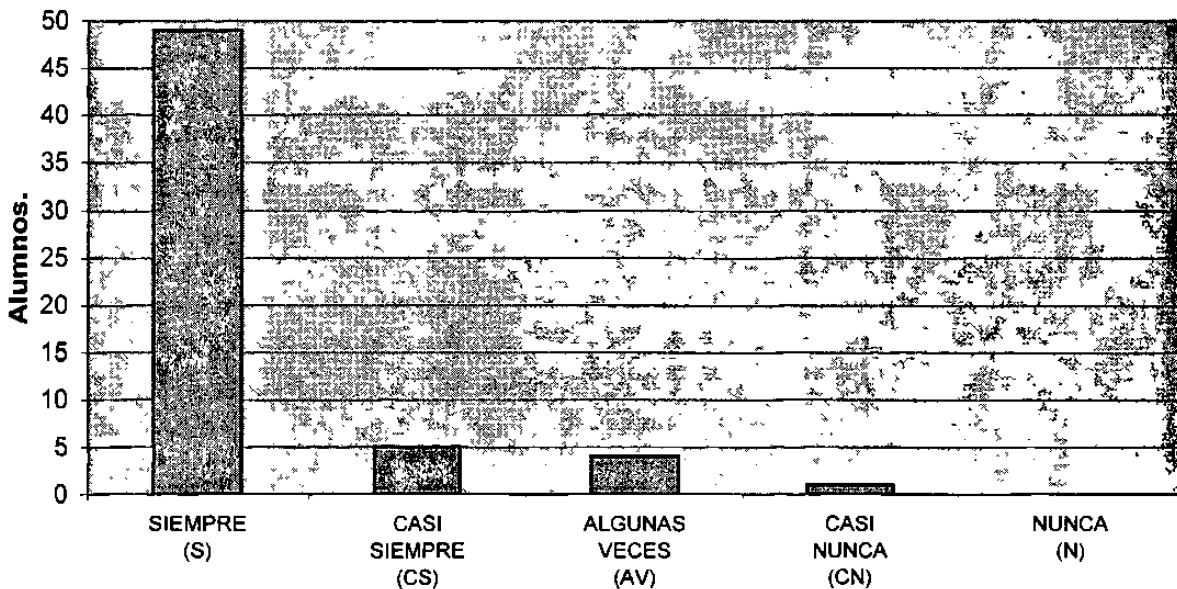 50
45
40
35
30
25
20
15
10
5
0
Alumnos.
SIEMPRE
(S)
CASI
SIEMPRE
(CS)
ALGUNAS
VECES
(AV)
CASI
NUNCA
(CN)
NUNCA
(N)